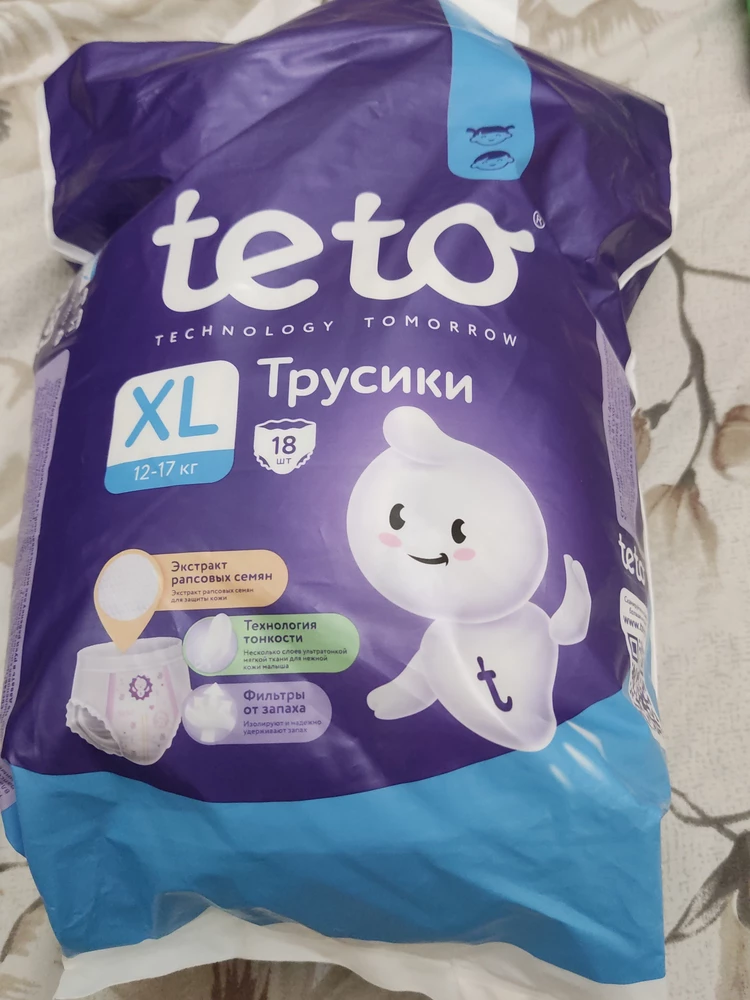 teto®
TECHNOLOGY TOMORROW
XL
12-17 кг
Трусики
18
шт
Экстракт
рапсовых семян
Экстракт рапсовых семян
для защиты кожи
Технология
тонкости
Несколько слоев ультратонкой
мягкой ткани для нежной
кожи малыша
Фильтры
от запаха
Изолируют и надежно
удерживают запах
t
teto
www.